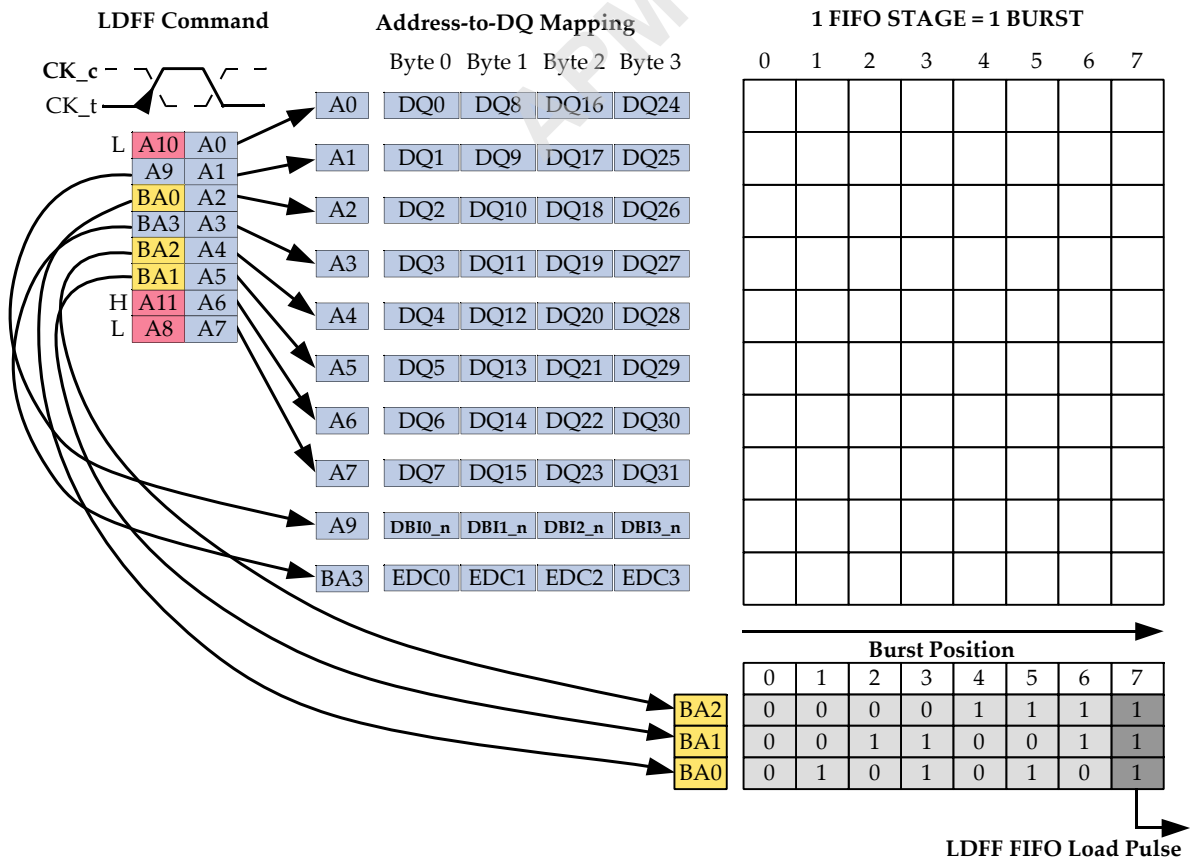 LDFF Command
Address-to-DQ Mapping
1 FIFO STAGE = 1 BURST
Byte 0 Byte 1 Byte 2 Byte 3
0 1 2 3 4 5 6 7
CK_c
CK_t
A0 DQ0 DQ8 DQ16 DQ24
L A10 A0
A9 A1
BA0 A2
BA3 A3
BA2 A4
BA1 A5
H A11 A6
L A8 A7
A1 DQ1 DQ9 DQ17 DQ25
A2 DQ2 DQ10 DQ18 DQ26
A3 DQ3 DQ11 DQ19 DQ27
A4 DQ4 DQ12 DQ20 DQ28
A5 DQ5 DQ13 DQ21 DQ29
A6 DQ6 DQ14 DQ22 DQ30
A7 DQ7 DQ15 DQ23 DQ31
A9 DBI0_n DBI1_n DBI2_n DBI3_n
BA3 EDC0 EDC1 EDC2 EDC3
Burst Position
0 1 2 3 4 5 6 7
BA2 0 0 0 0 1 1 1 1
BA1 0 0 1 1 0 0 1 1
BA0 0 1 0 1 0 1 0 1
LDFF FIFO Load Pulse